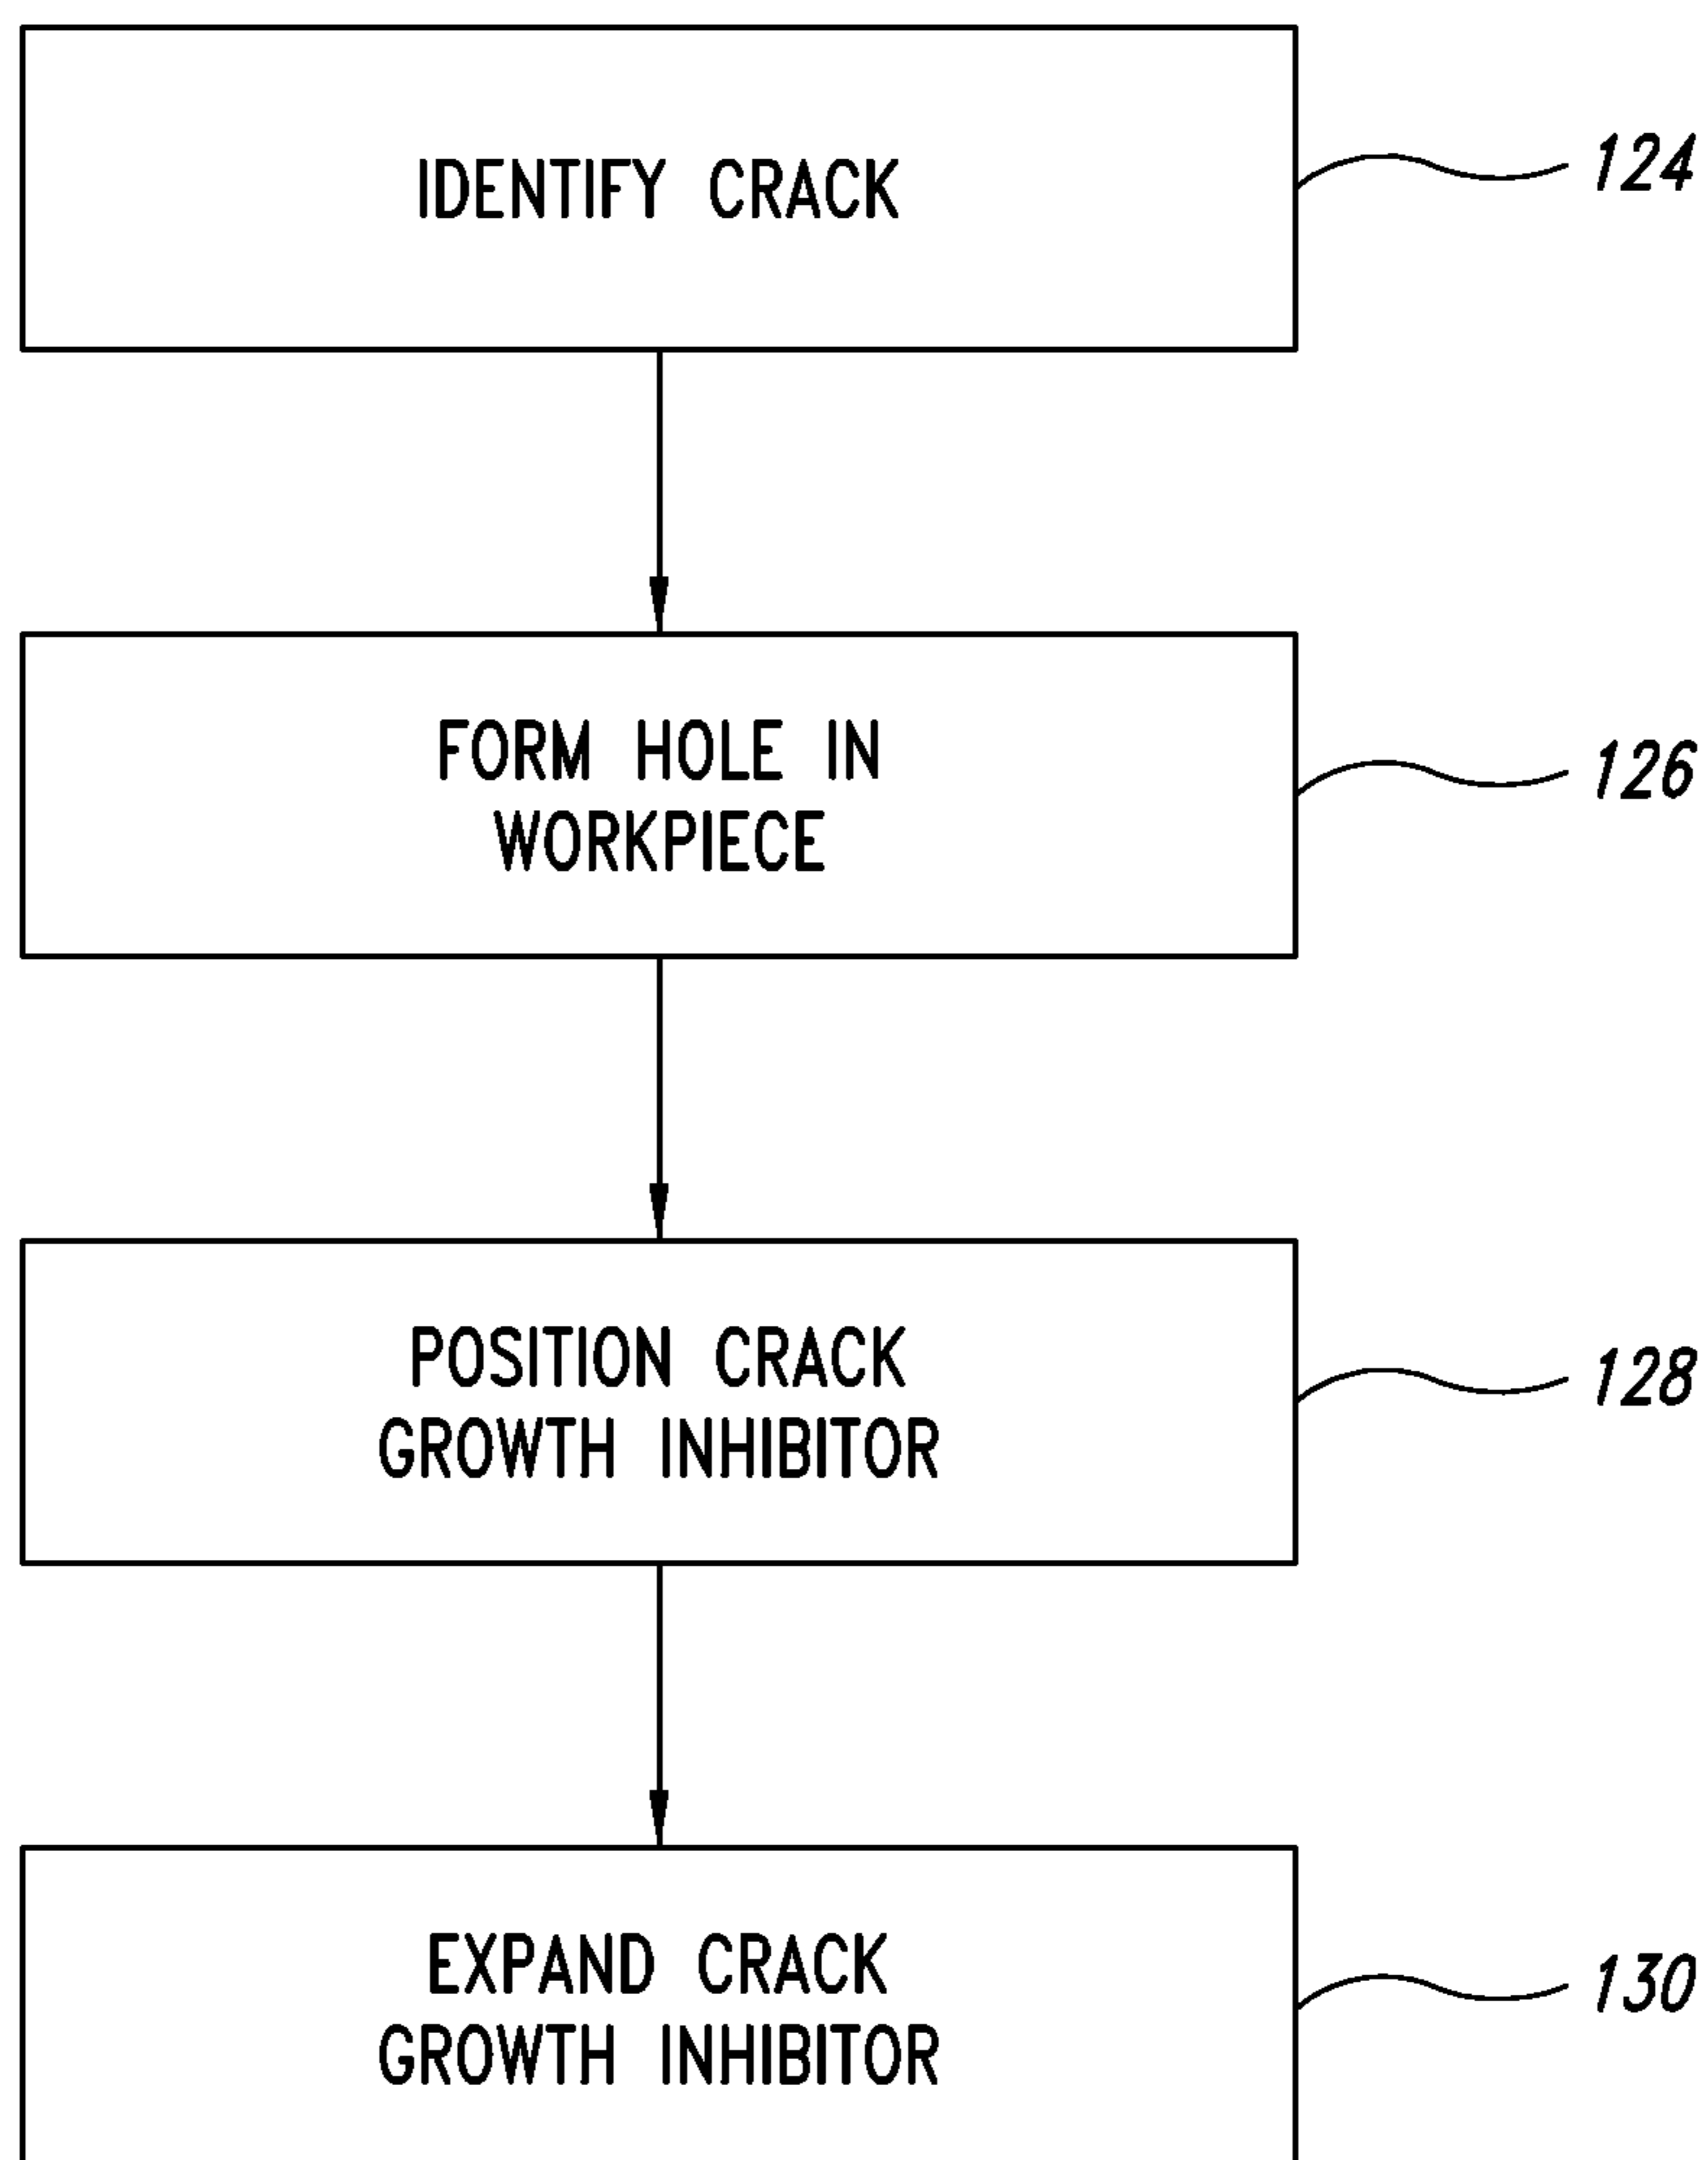 IDENTIFY CRACK
124
FORM HOLE IN
WORKPIECE
126
POSITION CRACK
GROWTH INHIBITOR
128
EXPAND CRACK
GROWTH INHIBITOR
130